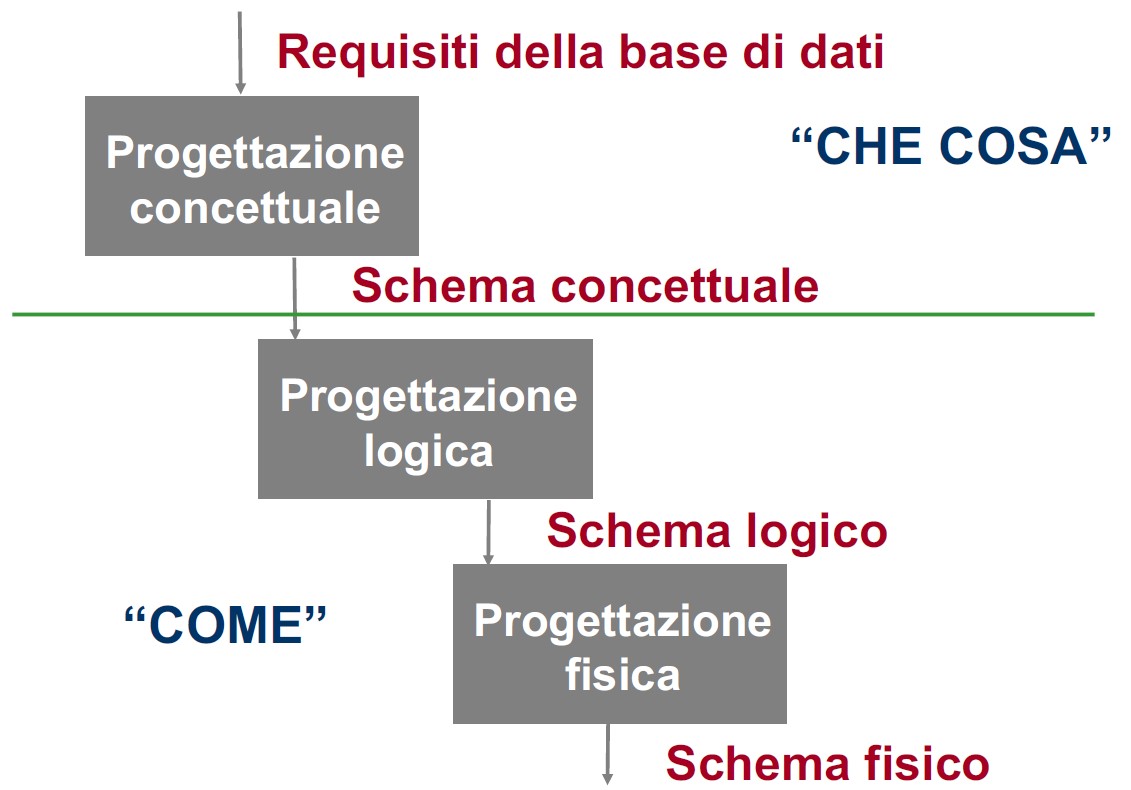 Requisiti della base di dati
Progettazione
concettuale
“CHE COSA”
Schema concettuale
Progettazione
logica
Schema logico
“COME”
Progettazione
fisica
Schema fisico